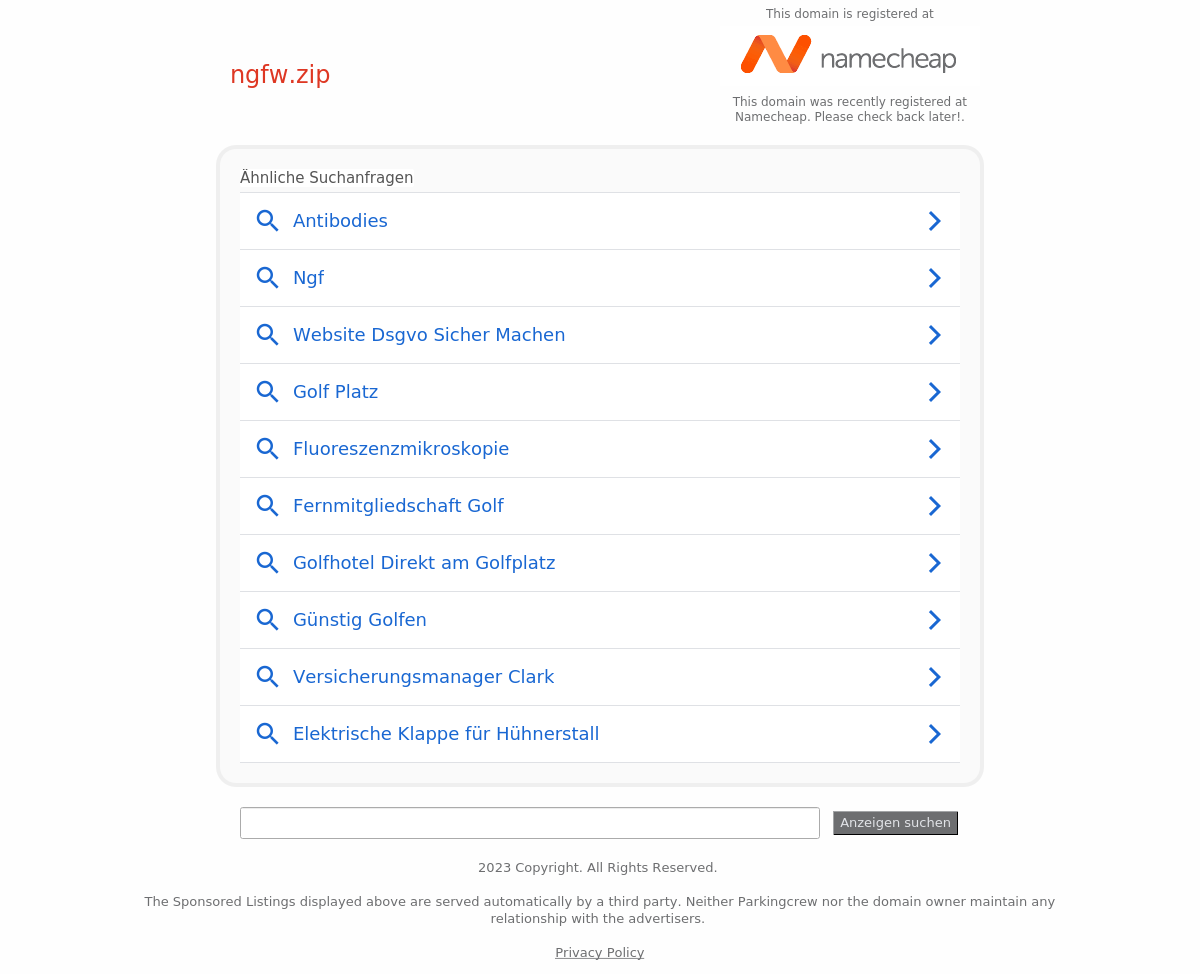 This domain is registered at
namecheap
ngfw.zip
This domain was recently registered at
Namecheap. Please check back later!.
Ähnliche Suchanfragen
Antibodies
Ngf
Website Dsgvo Sicher Machen
Golf Platz
Fluoreszenzmikroskopie
Fernmitgliedschaft Golf
Golfhotel Direkt am Golfplatz
Günstig Golfen
Versicherungsmanager Clark
Elektrische Klappe für Hühnerstall
Anzeigen suchen
2023 Copyright. All Rights Reserved.
The Sponsored Listings displayed above are served automatically by a third party. Neither Parkingcrew nor the domain owner maintain any
relationship with the advertisers.
Privacy Policy